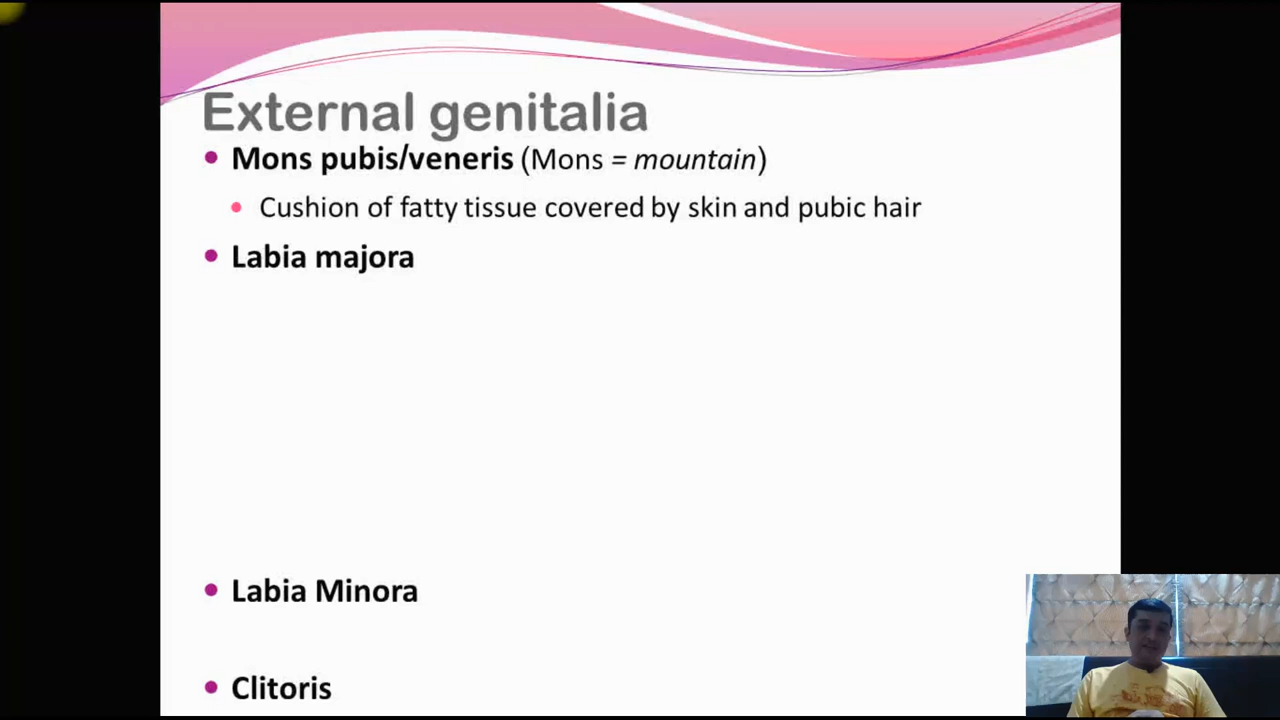 External genitalia
Mons pubis/veneris (Mons = mountain)
Cushion of fatty tissue covered by skin and pubic hair
Labia majora
Labia Minora
Clitoris